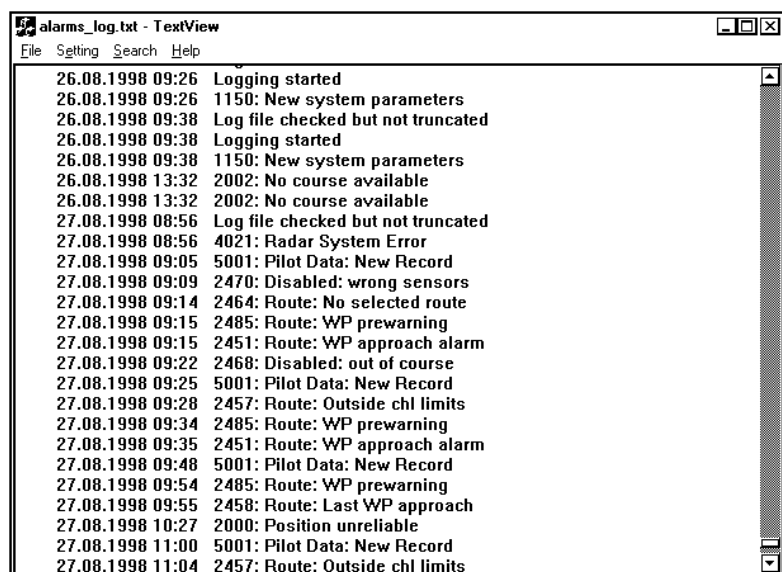 alarms_log.txt - TextView
File Setting Search Help
26.08.1998 09:26 Logging started
26.08.1998 09:26 1150: New system parameters
26.08.1998 09:38 Log file checked but not truncated
26.08.1998 09:38 Logging started
26.08.1998 09:38 1150: New system parameters
26.08.1998 13:32 2002: No course available
26.08.1998 13:32 2002: No course available
27.08.1998 08:56 Log file checked but not truncated
27.08.1998 08:56 4021: Radar System Error
27.08.1998 09:05 5001: Pilot Data: New Record
27.08.1998 09:09 2470: Disabled: wrong sensors
27.08.1998 09:14 2464: Route: No selected route
27.08.1998 09:15 2485: Route: WP prewarning
27.08.1998 09:15 2451: Route: WP approach alarm
27.08.1998 09:22 2468: Disabled: out of course
27.08.1998 09:25 5001: Pilot Data: New Record
27.08.1998 09:28 2457: Route: Outside chl limits
27.08.1998 09:34 2485: Route: WP prewarning
27.08.1998 09:35 2451: Route: WP approach alarm
27.08.1998 09:48 5001: Pilot Data: New Record
27.08.1998 09:54 2485: Route: WP prewarning
27.08.1998 09:55 2458: Route: Last WP approach
27.08.1998 10:27 2000: Position unreliable
27.08.1998 11:00 5001: Pilot Data: New Record
27.08.1998 11:04 2457: Route: Outside chl limits